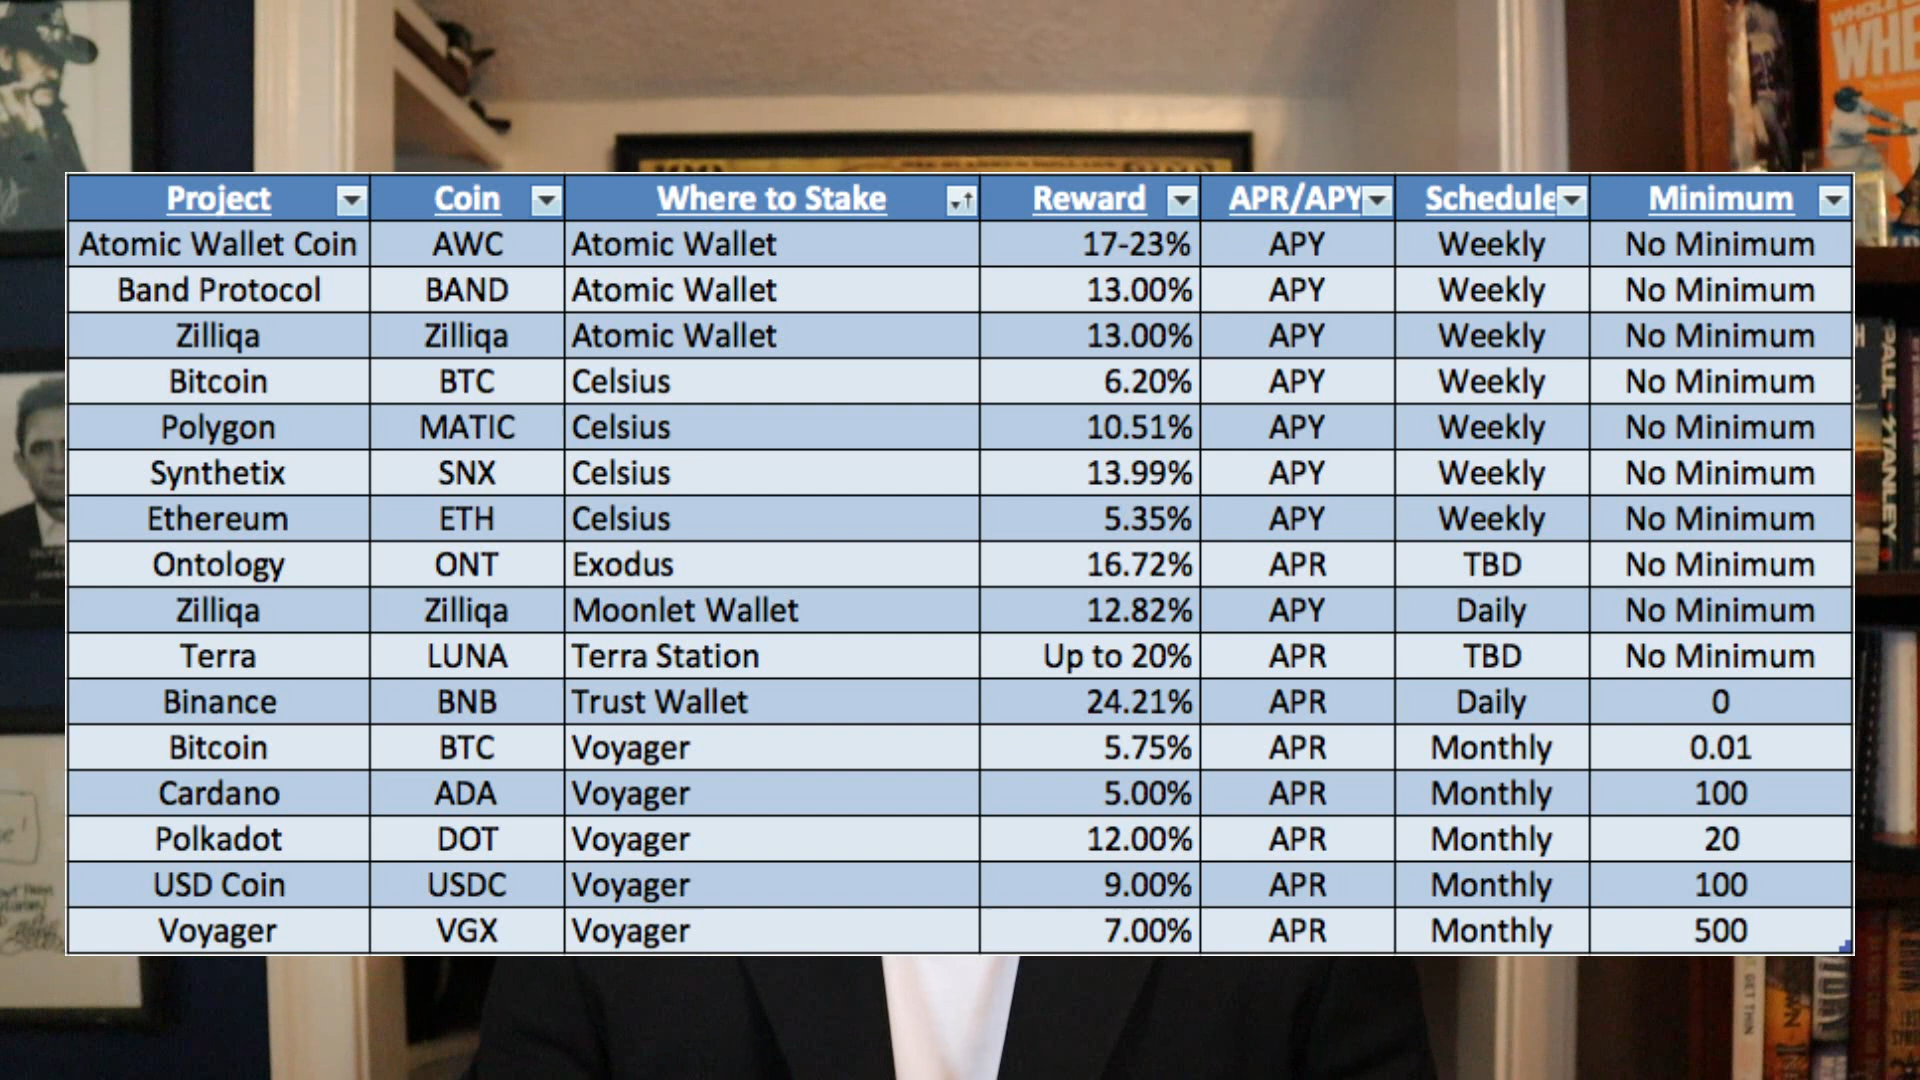 WHE
Project Coin Where to Stake Reward APR/APY Schedule Minimum
Atomic Wallet Coin AWC Atomic Wallet 17-23% APY Weekly No Minimum
Band Protocol BAND Atomic Wallet 13.00% APY Weekly No Minimum
Zilliqa Zilliqa Atomic Wallet 13.00% APY Weekly No Minimum
Bitcoin BTC Celsius 6.20% APY Weekly No Minimum
Polygon MATIC Celsius 10.51% APY Weekly No Minimum
Synthetix SNX Celsius 13.99% APY Weekly No Minimum
Ethereum ETH Celsius 5.35% APY Weekly No Minimum
Ontology ONT Exodus 16.72% APR TBD No Minimum
Zilliqa Zilliqa Moonlet Wallet 12.82% APY Daily No Minimum
Terra LUNA Terra Station Up to 20% APR TBD No Minimum
Binance BNB Trust Wallet 24.21% APR Daily 0
Bitcoin BTC Voyager 5.75% APR Monthly 0.01
Cardano ADA Voyager 5.00% APR Monthly 100
Polkadot DOT Voyager 12.00% APR Monthly 20
USD Coin USDC Voyager 9.00% APR Monthly 100
Voyager VGX Voyager 7.00% APR Monthly 500
PAUL STANLEY
GET THIN